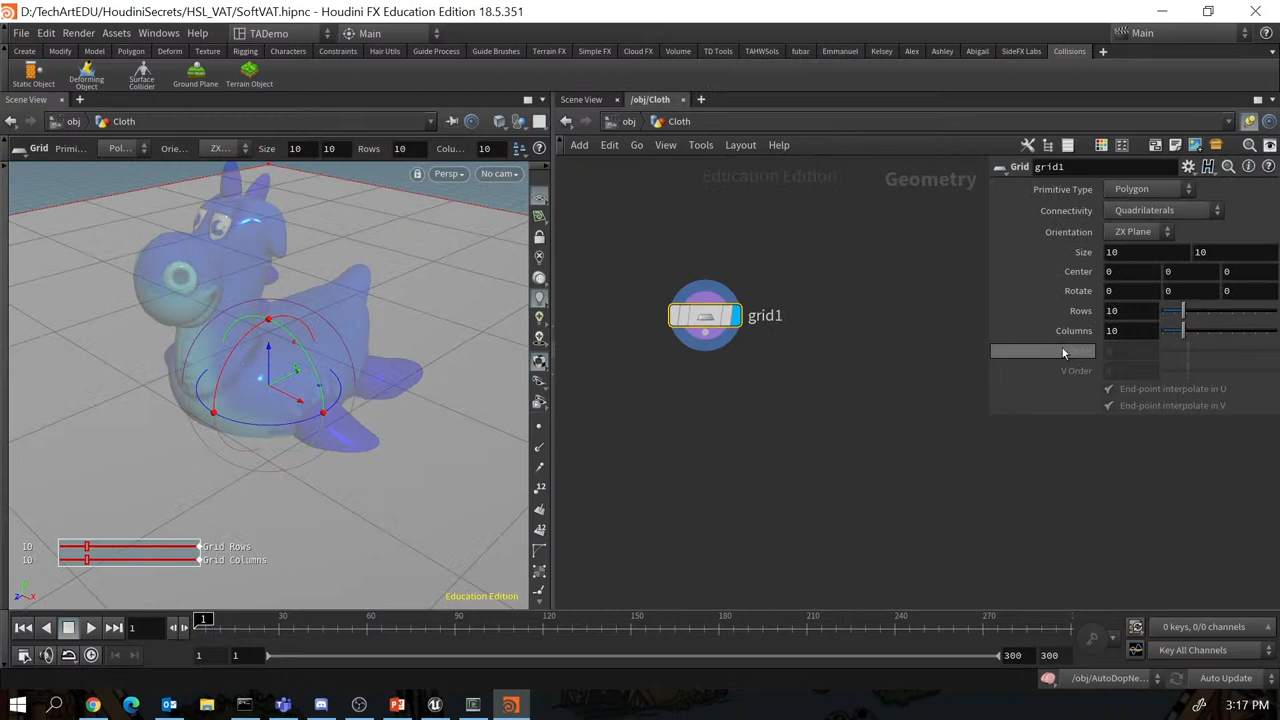 D:/TechArtEDU/HoudiniSecrets/HSL_VAT/SoftVAT.hipnc - Houdini FX Education Edition 18.5.351
File Edit Render Assets Windows Help TADemo Main Main
Create Modify Model Polygon Deform Texture Rigging Characters Constraints Hair Utils Guide Process Guide Brushes Terrain FX Simple FX Cloud FX Volume TD Tools TAHWSols fubar Emmanuel Kelsey Alex Ashley Abigail SideFX Labs Collisions
Static Object Deforming Object Surface Collider Ground Plane Terrain Object
Scene View Scene View /obj/Cloth
obj Cloth obj Cloth
Grid Primi... Pol... Orie... ZX... Size 10 10 Rows 10 Colu... 10
Add Edit Go View Tools Layout Help
Persp No cam
Education Edition Geometry
Grid grid1
Primitive Type Polygon
Connectivity Quadrilaterals
Orientation ZX Plane
Size 10 10
Center 0 0 0
Rotate 0 0 0
Rows 10
Columns 10
V Order
End-point interpolate in U
End-point interpolate in V
grid1
10 Grid Rows
10 Grid Columns
Education Edition
1 1 30 60 90 120 150 180 210 240 270
0 keys, 0/0 channels
1 1 300 300 Key All Channels
/obj/AutoDopNe... Auto Update
3:17 PM